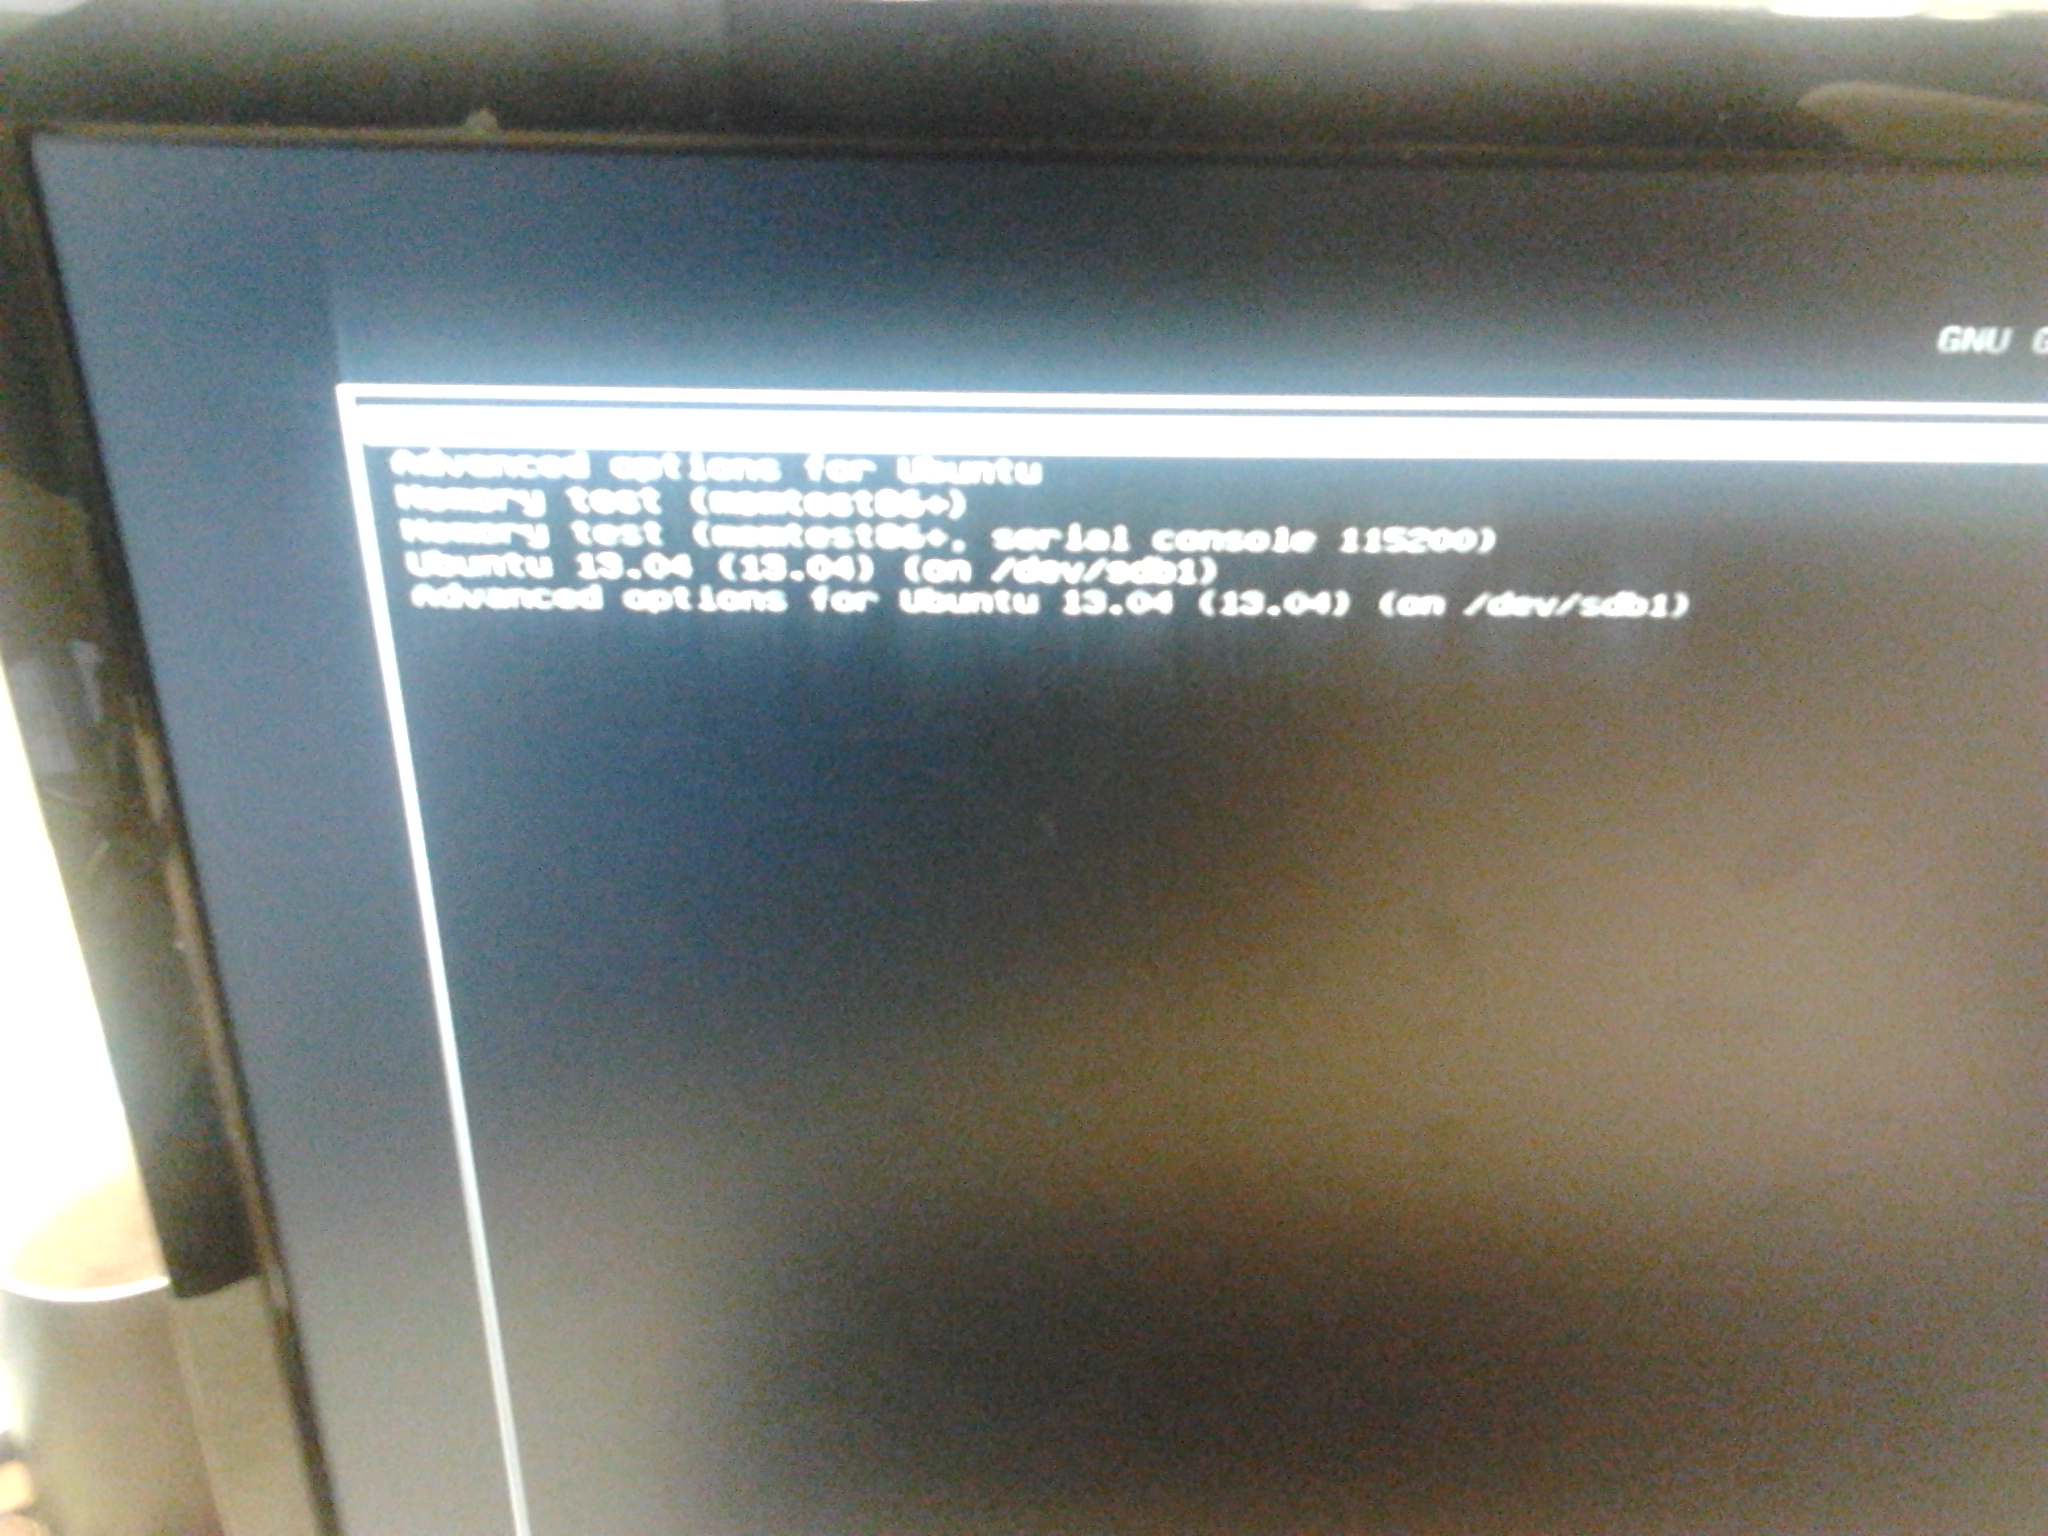 GNU G
Advanced options for Ubuntu
Memory test (memtest86+)
Memory test (memtest86+, serial console 115200)
Ubuntu 13.04 (13.04) (on /dev/sdb1)
Advanced options for Ubuntu 13.04 (13.04) (on /dev/sdb1)